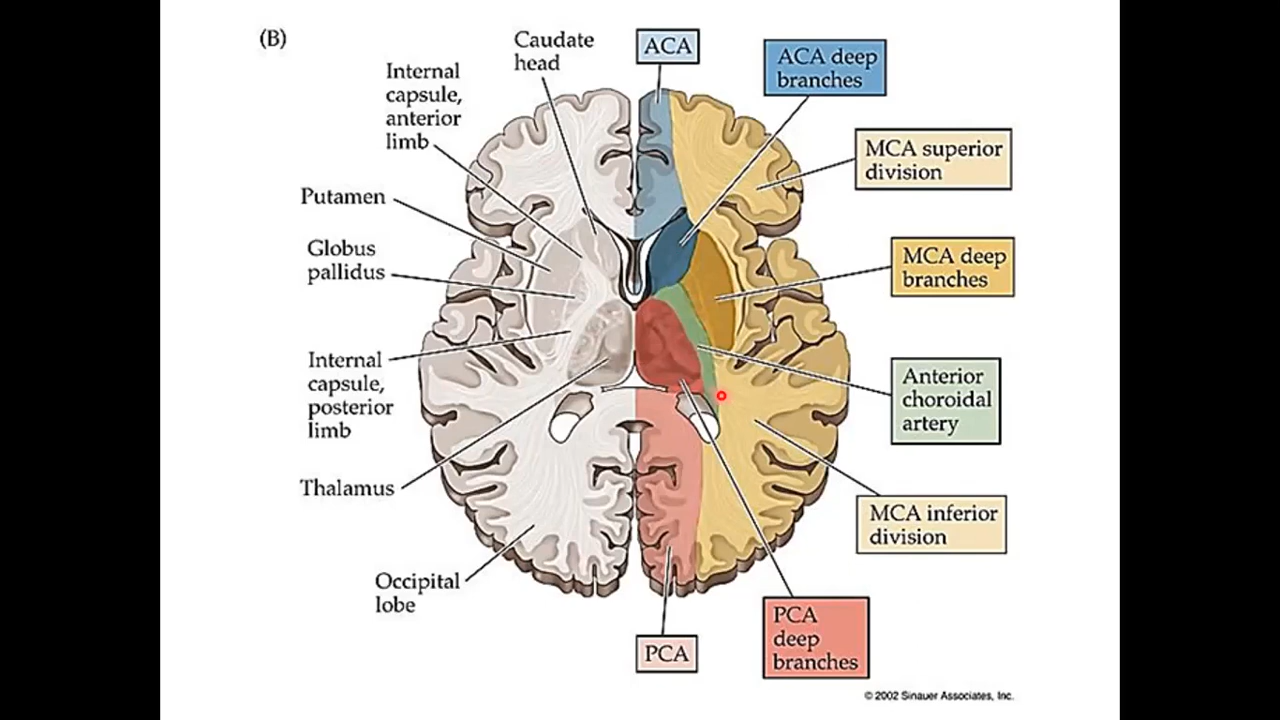 (B)
Caudate
head
ACA
ACA deep
branches
Internal
capsule,
anterior
limb
MCA superior
division
Putamen
Globus
pallidus
MCA deep
branches
Internal
capsule,
posterior
limb
Anterior
choroidal
artery
Thalamus
MCA inferior
division
Occipital
lobe
PCA
PCA
deep
branches
© 2002 Sinauer Associates, Inc.